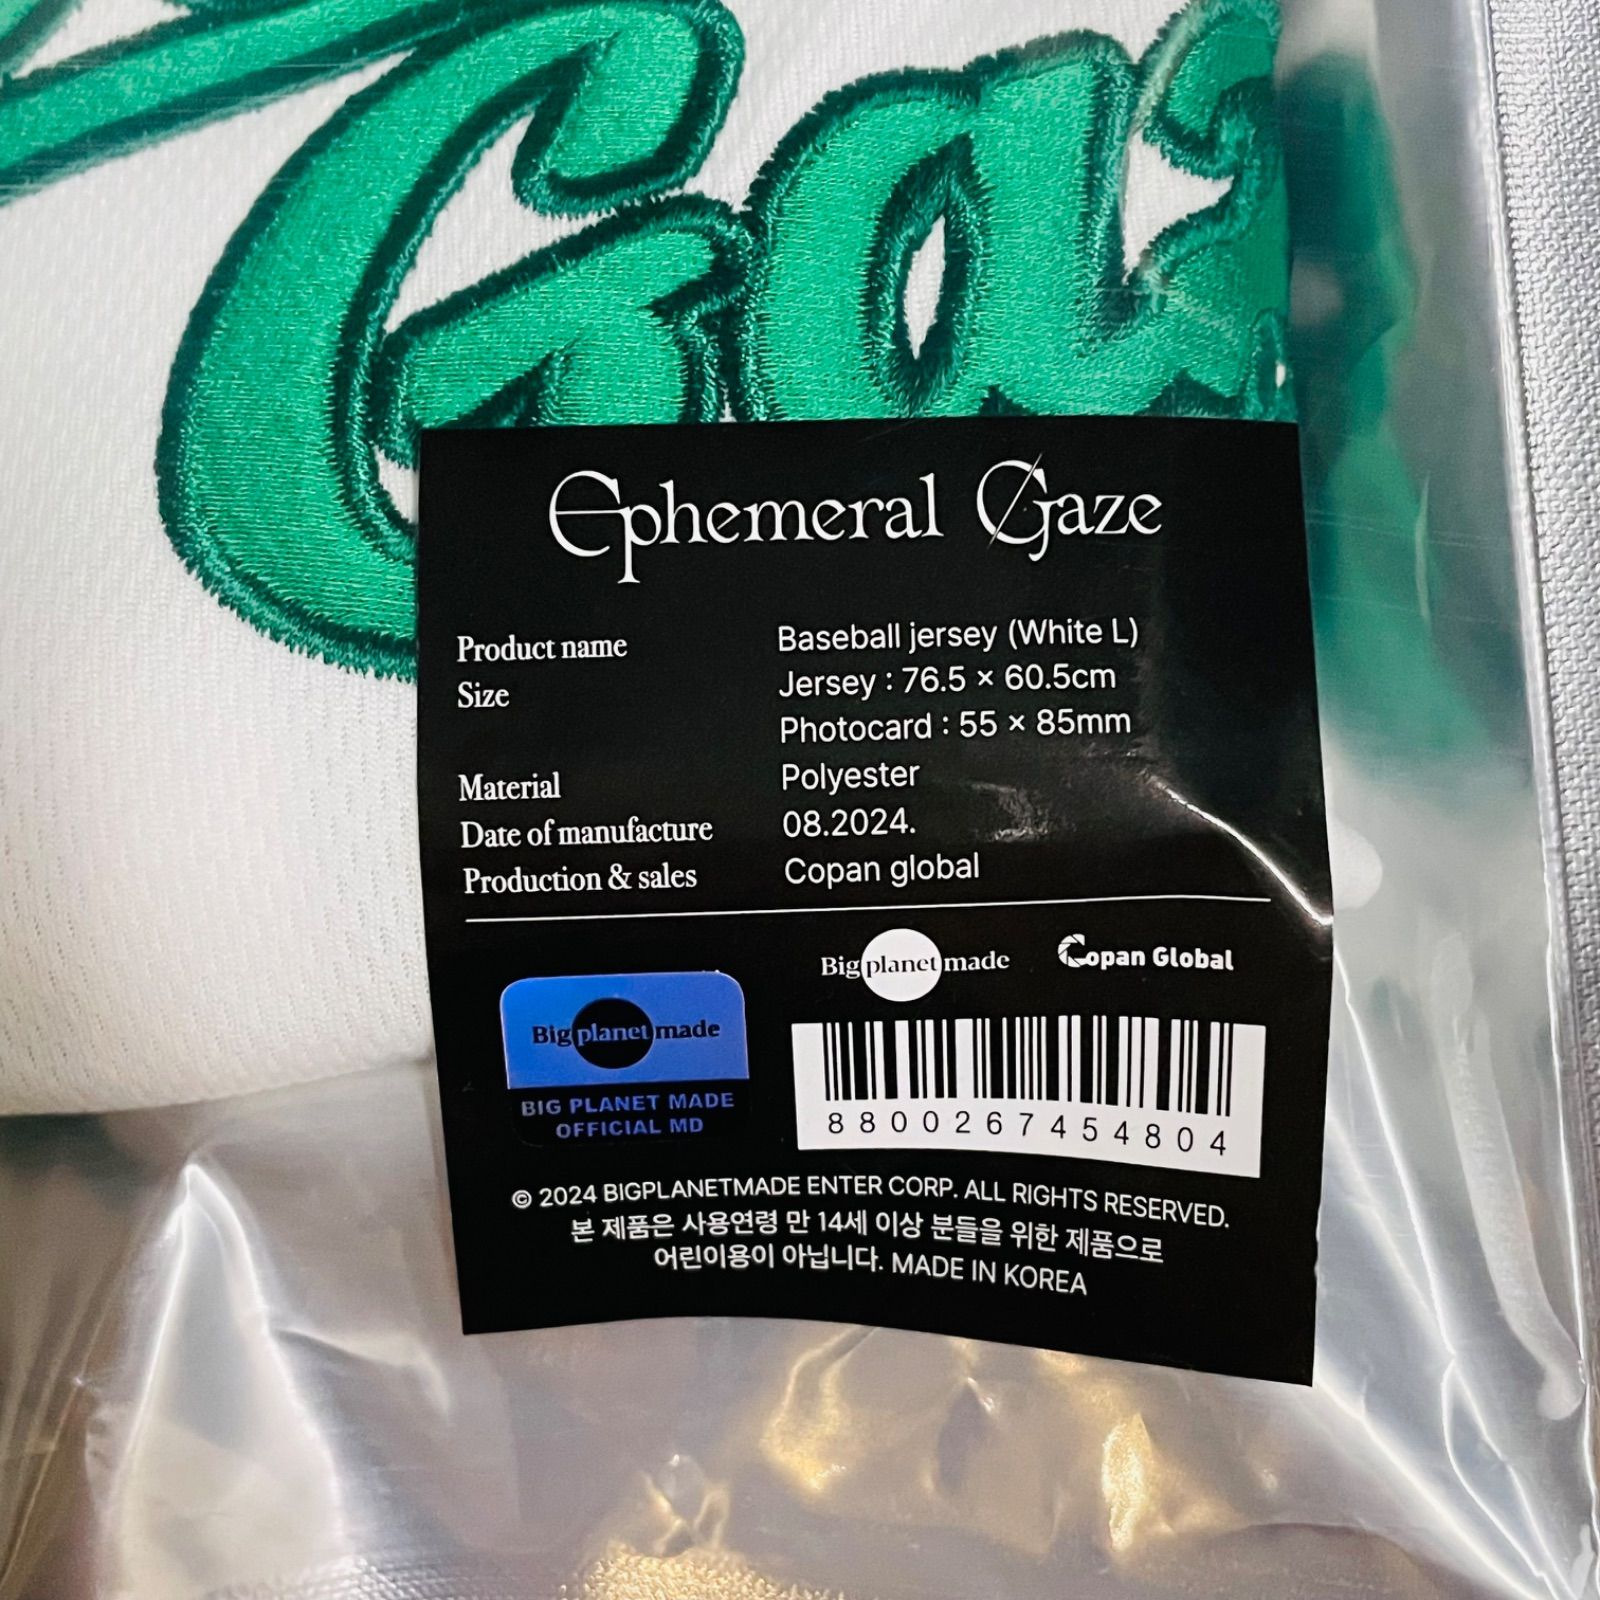 Ga
Ephemeral Gaze
Product name Baseball jersey (White L)
Size Jersey : 76.5 × 60.5cm
Photocard : 55 × 85mm
Material Polyester
Date of manufacture 08.2024.
Production & sales Copan global
Big planet made Copan Global
Big planet made
BIG PLANET MADE
OFFICIAL MD
8800267454804
© 2024 BIGPLANETMADE ENTER CORP. ALL RIGHTS RESERVED.
본 제품은 사용연령 만 14세 이상 분들을 위한 제품으로
어린이용이 아닙니다. MADE IN KOREA